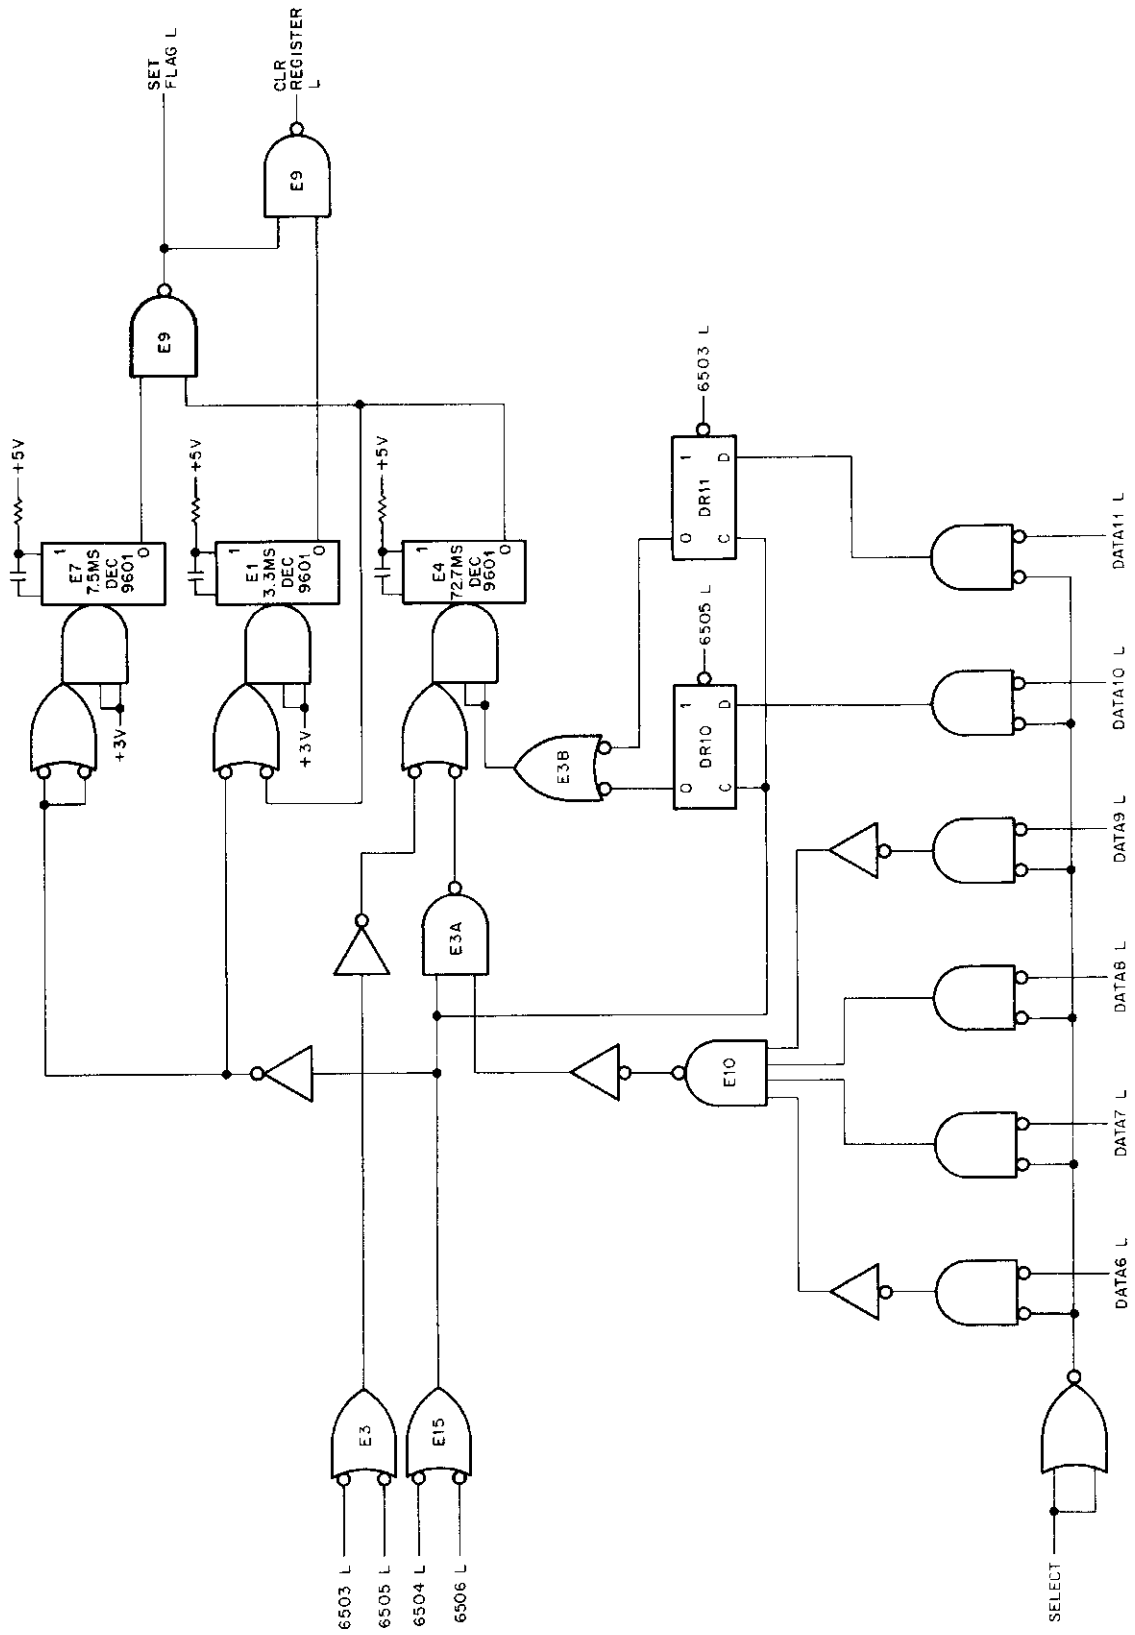 SET
FLAG L
CLR
REGISTER
L
E9
E9
+5V
1
E7
7.5MS
DEC
9601
0
+3V
+5V
1
E1
3.3MS
DEC
9601
0
+3V
+5V
1
E4
72.7MS
DEC
9601
0
E3A
E3B
0
1
DR10
C
D
6505 L
0
1
DR11
C
D
6503 L
E10
E3
E15
6503 L
6505 L
6504 L
6506 L
SELECT
DATA6 L
DATA7 L
DATA8 L
DATA9 L
DATA10 L
DATA11 L